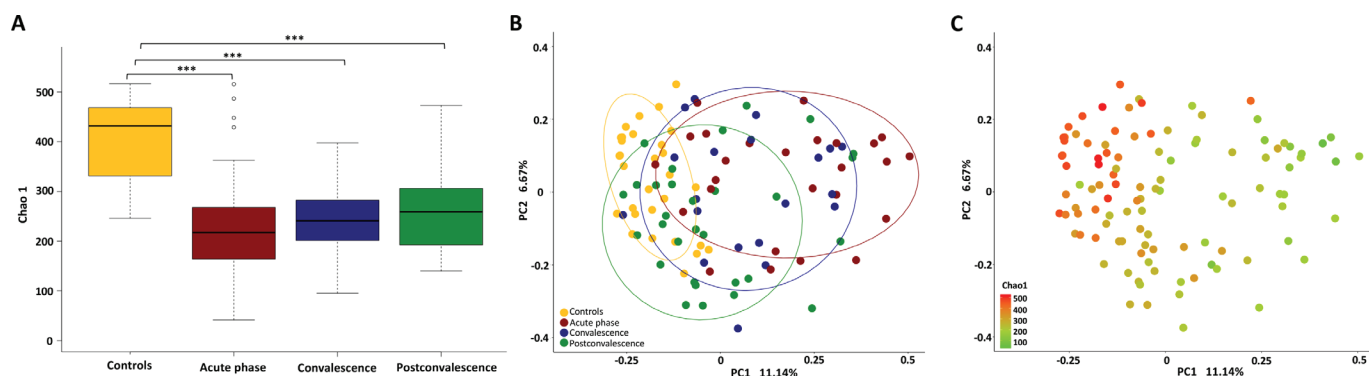 A
***
***
***
500
400
300
200
100
0
Chao 1
Controls
Acute phase
Convalescence
Postconvalescence
B
0.4
0.2
0
-0.2
-0.4
PC2 6.67%
Controls
Acute phase
Convalescence
Postconvalescence
-0.25
0
0.25
0.5
PC1 11.14%
C
0.4
0.2
0
-0.2
-0.4
PC2 6.67%
Chao1
500
400
300
200
100
-0.25
0
0.25
0.5
PC1 11.14%